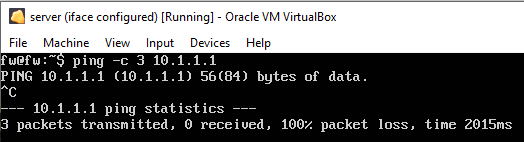 server (iface configured) [Running] - Oracle VM VirtualBox
File Machine View Input Devices Help
fw@fw:~$ ping -c 3 10.1.1.1
PING 10.1.1.1 (10.1.1.1) 56(84) bytes of data.
^C
--- 10.1.1.1 ping statistics ---
3 packets transmitted, 0 received, 100% packet loss, time 2015ms